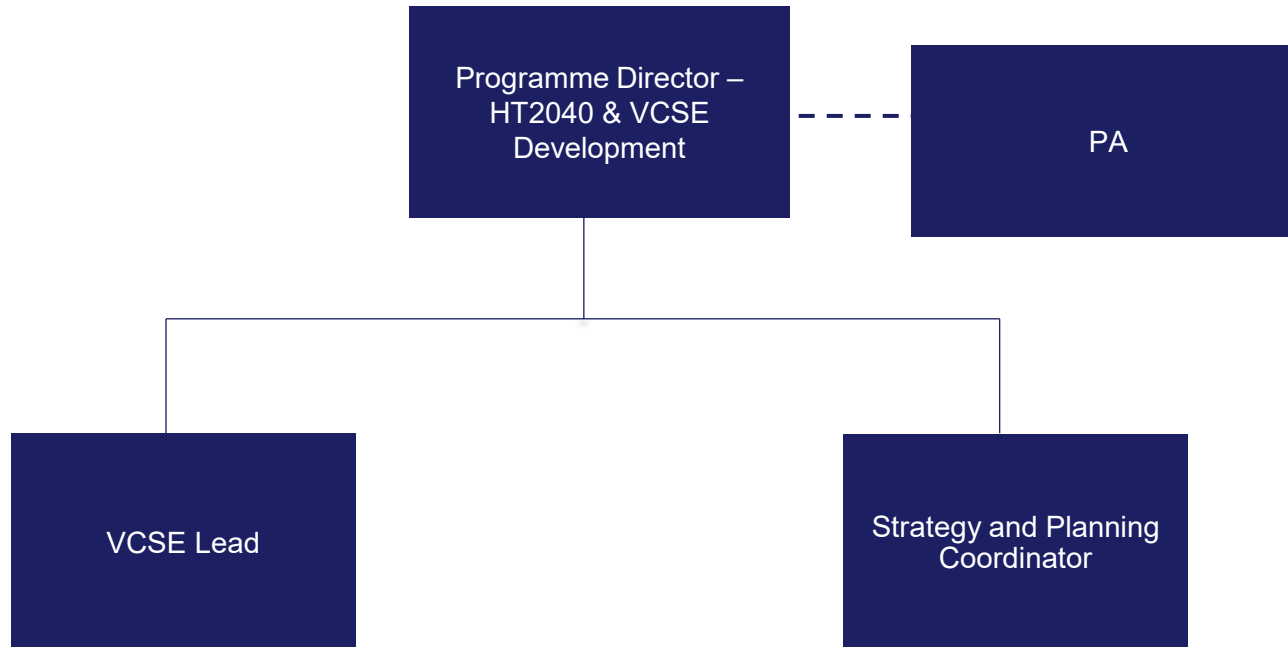 Programme Director –
HT2040 & VCSE
Development
PA
VCSE Lead
Strategy and Planning
Coordinator